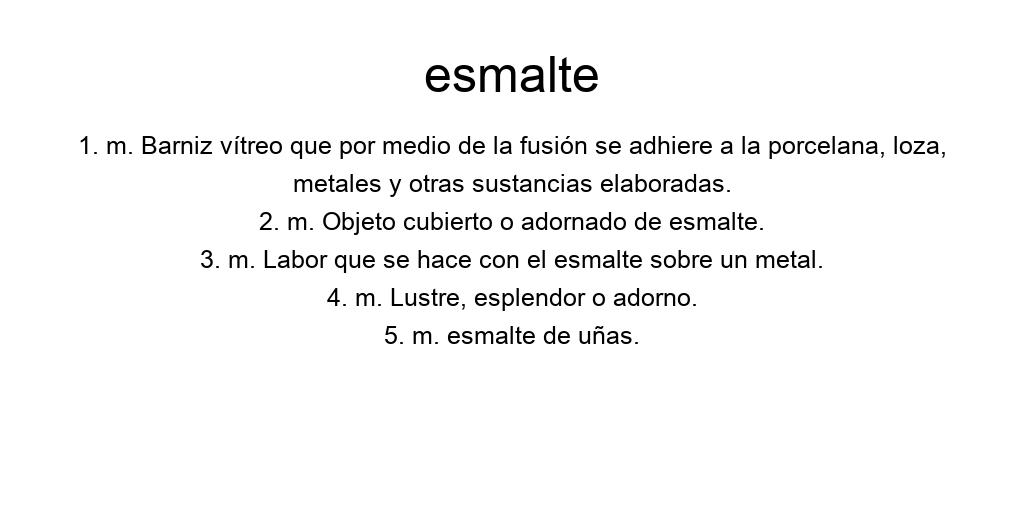 esmalte
1. m. Barniz vítreo que por medio de la fusión se adhiere a la porcelana, loza,
metales y otras sustancias elaboradas.
2. m. Objeto cubierto o adornado de esmalte.
3. m. Labor que se hace con el esmalte sobre un metal.
4. m. Lustre, esplendor o adorno.
5. m. esmalte de uñas.